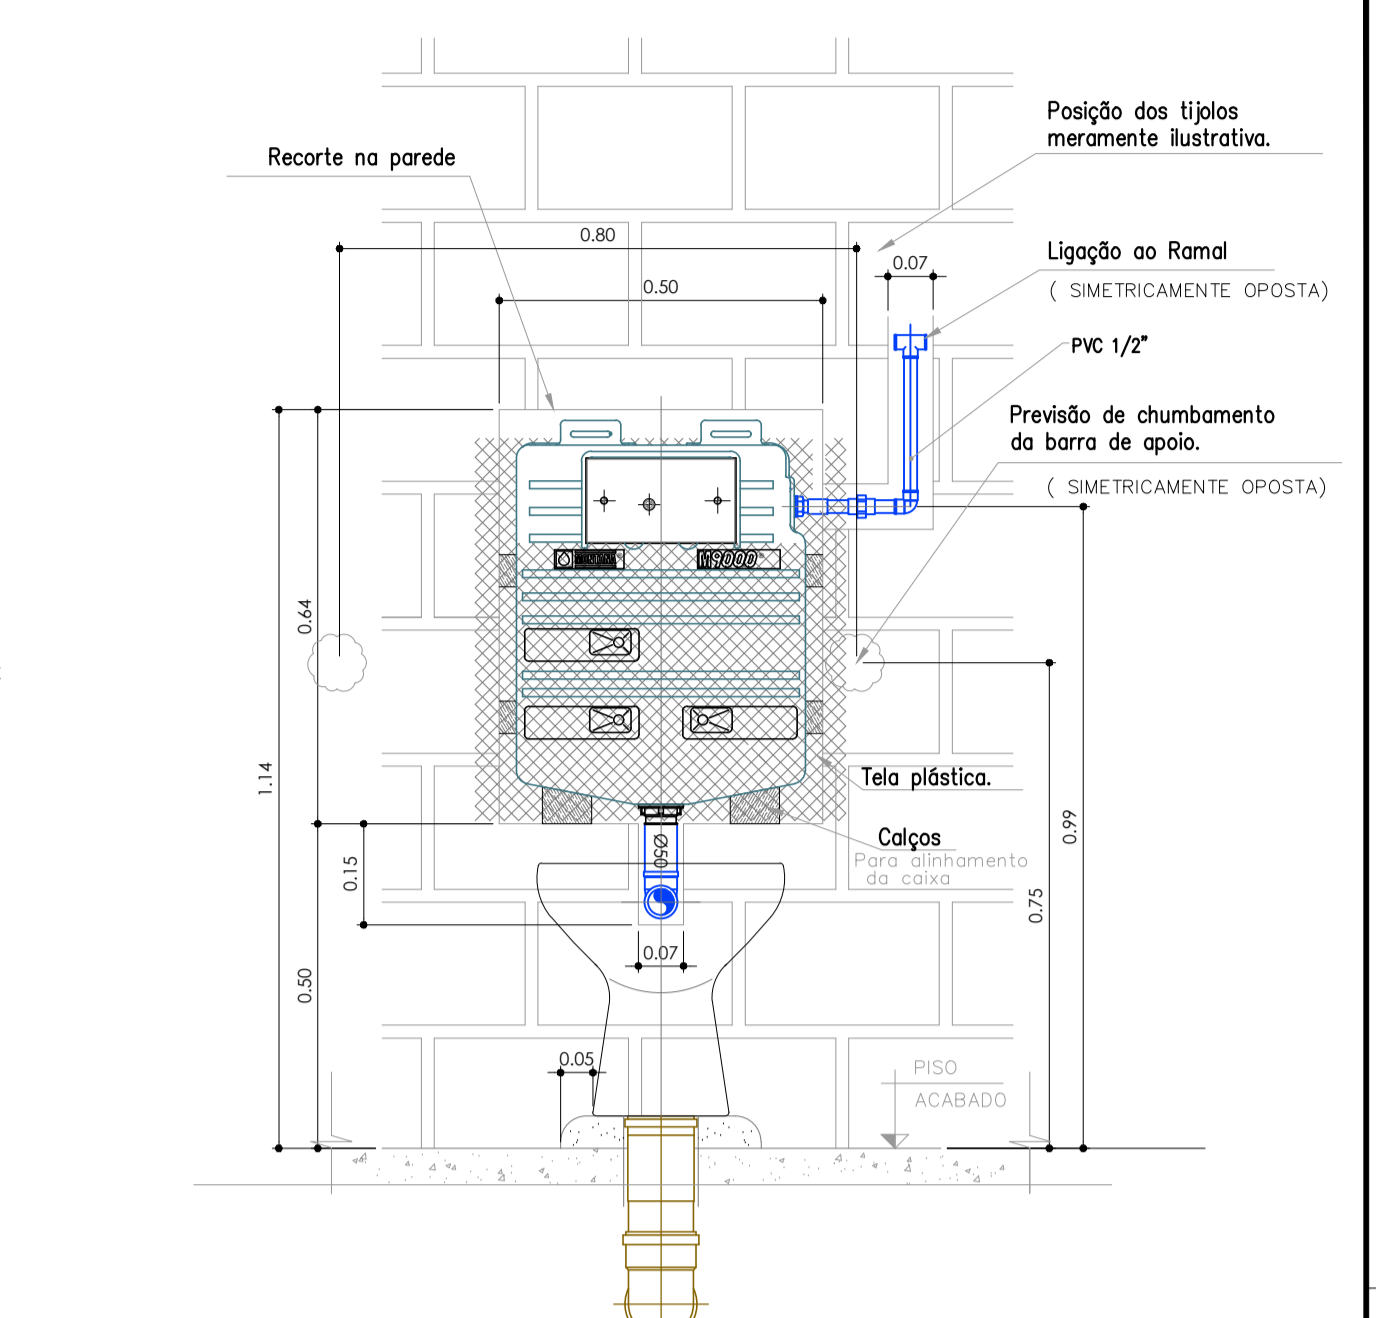 Posição dos tijolos
meramente ilustrativa.
Recorte na parede
0.80
Ligação ao Ramal
0.07
( SIMETRICAMENTE OPOSTA)
0.50
PVC 1/2"
Previsão de chumbamento
da barra de apoio.
( SIMETRICAMENTE OPOSTA)
MONTANA
M9000
0.64
1.14
Tela plástica.
0.99
Calços
Para alinhamento
da caixa
Ø50
0.15
0.75
0.07
0.50
0.05
PISO
ACABADO